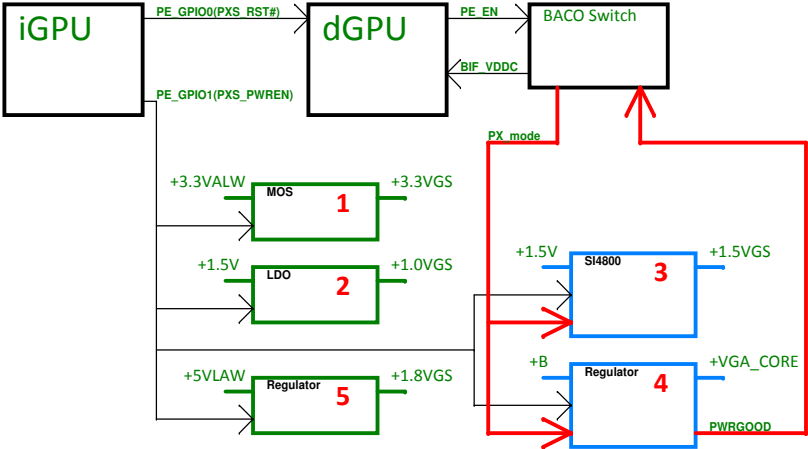 iGPU
PE_GPIO0(PXS_RST#)
dGPU
PE_EN
BACO Switch
BIF_VDDC
PE_GPIO1(PXS_PWREN)
PX_mode
+3.3VALW
MOS
1
+3.3VGS
+1.5V
LDO
2
+1.0VGS
+1.5V
SI4800
3
+1.5VGS
+5VLAW
Regulator
5
+1.8VGS
+B
Regulator
4
+VGA_CORE
PWRGOOD